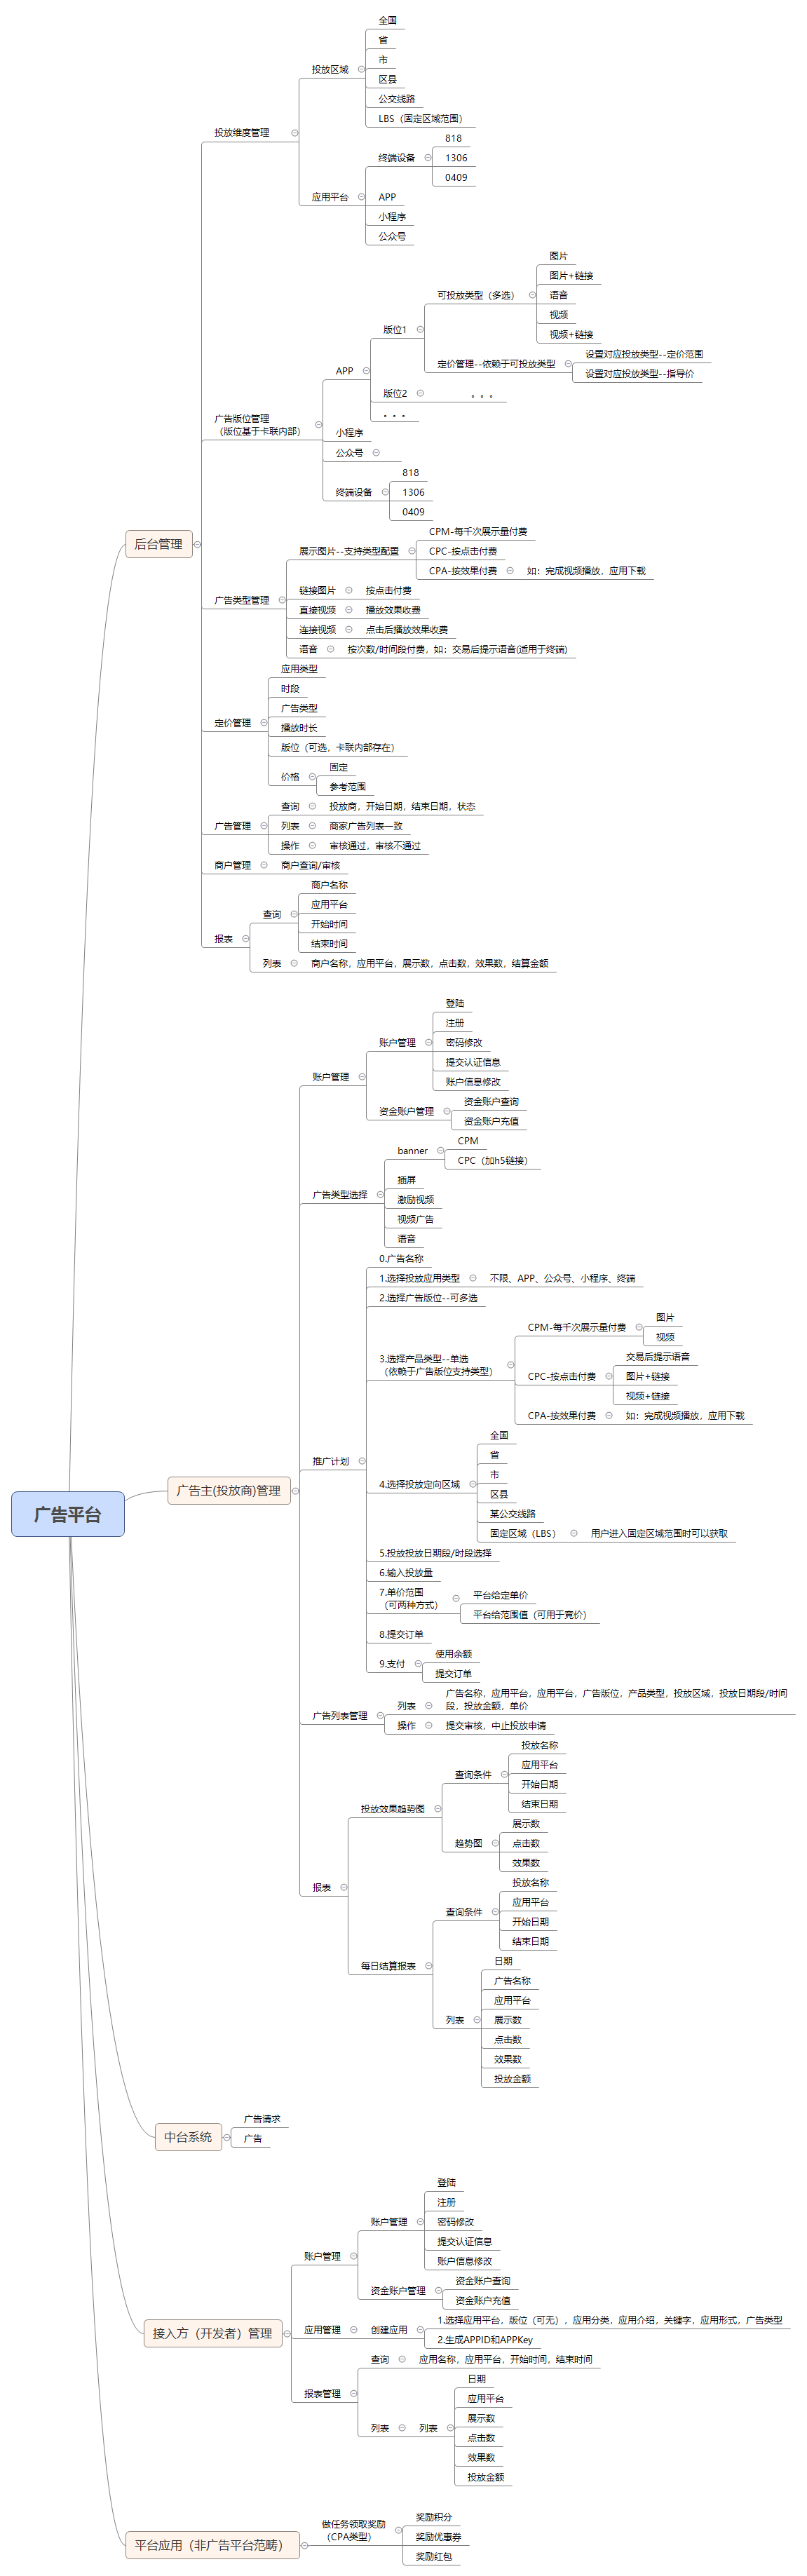 全国
省
市
区县
公交线路
LBS（固定区域范围）
投放区域
投放维度管理
818
1306
0409
终端设备
APP
小程序
公众号
应用平台
图片
图片+链接
语音
视频
视频+链接
可投放类型（多选）
版位1
定价管理--依赖于可投放类型
设置对应投放类型--定价范围
设置对应投放类型--指导价
APP
版位2
...
...
广告版位管理
（版位基于卡联内部）
小程序
公众号
终端设备
818
1306
0409
后台管理
展示图片--支持类型配置
CPM-每千次展示量付费
CPC-按点击付费
CPA-按效果付费
如：完成视频播放，应用下载
广告类型管理
链接图片
按点击付费
直接视频
播放效果收费
连接视频
点击后播放效果收费
语音
按次数/时间段付费，如：交易后提示语音(适用于终端)
应用类型
时段
广告类型
定价管理
播放时长
版位（可选，卡联内部存在）
价格
固定
参考范围
广告管理
查询
投放商，开始日期，结束日期，状态
列表
商家广告列表一致
操作
审核通过，审核不通过
商户管理
商户查询/审核
报表
查询
商户名称
应用平台
开始时间
结束时间
列表
商户名称，应用平台，展示数，点击数，效果数，结算金额
登陆
注册
密码修改
提交认证信息
账户信息修改
账户管理
账户管理
资金账户管理
资金账户查询
资金账户充值
banner
CPM
CPC（加h5链接）
广告类型选择
插屏
激励视频
视频广告
语音
0.广告名称
1.选择投放应用类型
不限、APP、公众号、小程序、终端
2.选择广告版位--可多选
3.选择产品类型--单选
（依赖于广告版位支持类型）
CPM-每千次展示量付费
图片
视频
CPC-按点击付费
交易后提示语音
图片+链接
视频+链接
CPA-按效果付费
如：完成视频播放，应用下载
推广计划
4.选择投放定向区域
全国
省
市
区县
某公交线路
固定区域（LBS）
用户进入固定区域范围时可以获取
广告主(投放商)管理
广告平台
5.投放投放日期段/时段选择
6.输入投放量
7.单价范围
（可两种方式）
平台给定单价
平台给范围值（可用于竟价）
8.提交订单
9.支付
使用余额
提交订单
广告列表管理
列表
广告名称，应用平台，应用平台，广告版位，产品类型，投放区域，投放日期段/时间
段，投放金额，单价
操作
提交审核，中止投放申请
投放效果趋势图
查询条件
投放名称
应用平台
开始日期
结束日期
趋势图
展示数
点击数
效果数
报表
每日结算报表
查询条件
投放名称
应用平台
开始日期
结束日期
列表
日期
广告名称
应用平台
展示数
点击数
效果数
投放金额
中台系统
广告请求
广告
登陆
注册
密码修改
提交认证信息
账户信息修改
账户管理
账户管理
资金账户管理
资金账户查询
资金账户充值
接入方（开发者）管理
应用管理
创建应用
1.选择应用平台，版位（可无），应用分类，应用介绍，关键字，应用形式，广告类型
2.生成APPID和APPKey
报表管理
查询
应用名称，应用平台，开始时间，结束时间
列表
列表
日期
应用平台
展示数
点击数
效果数
投放金额
平台应用（非广告平台范畴）
做任务领取奖励
（CPA类型）
奖励积分
奖励优惠券
奖励红包